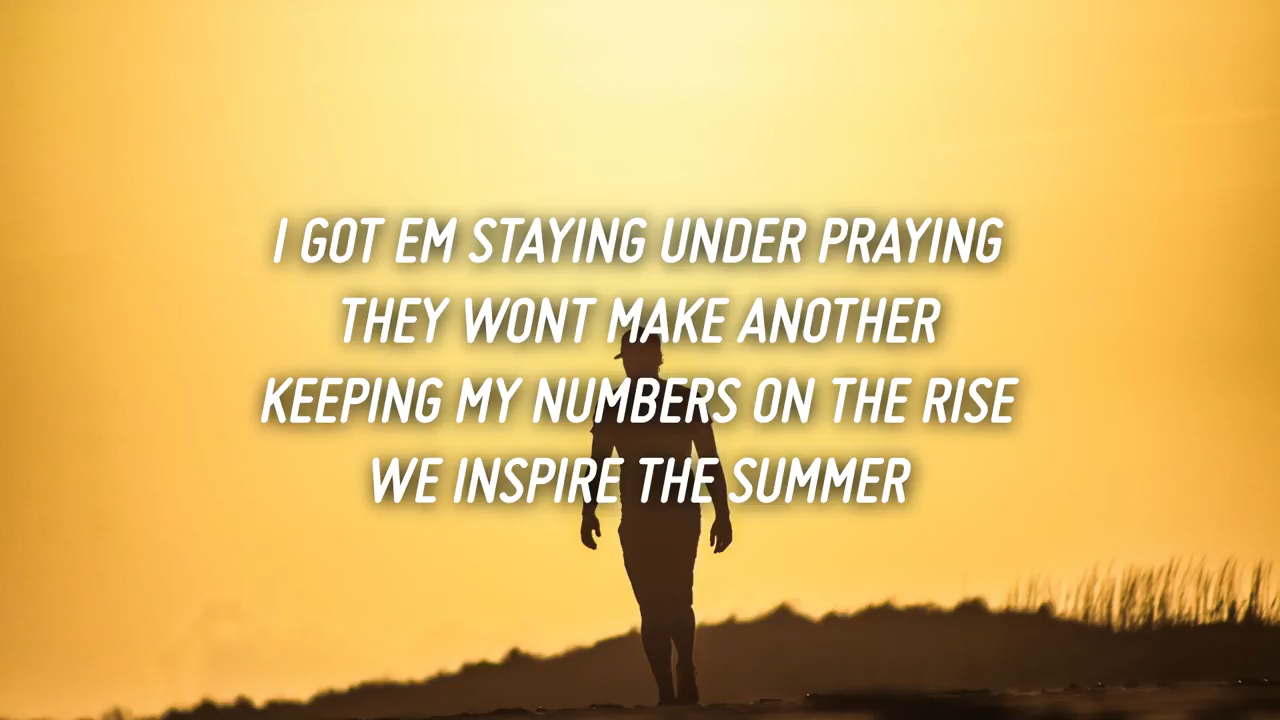 I GOT EM STAYING UNDER PRAYING
THEY WONT MAKE ANOTHER
KEEPING MY NUMBERS ON THE RISE
WE INSPIRE THE SUMMER